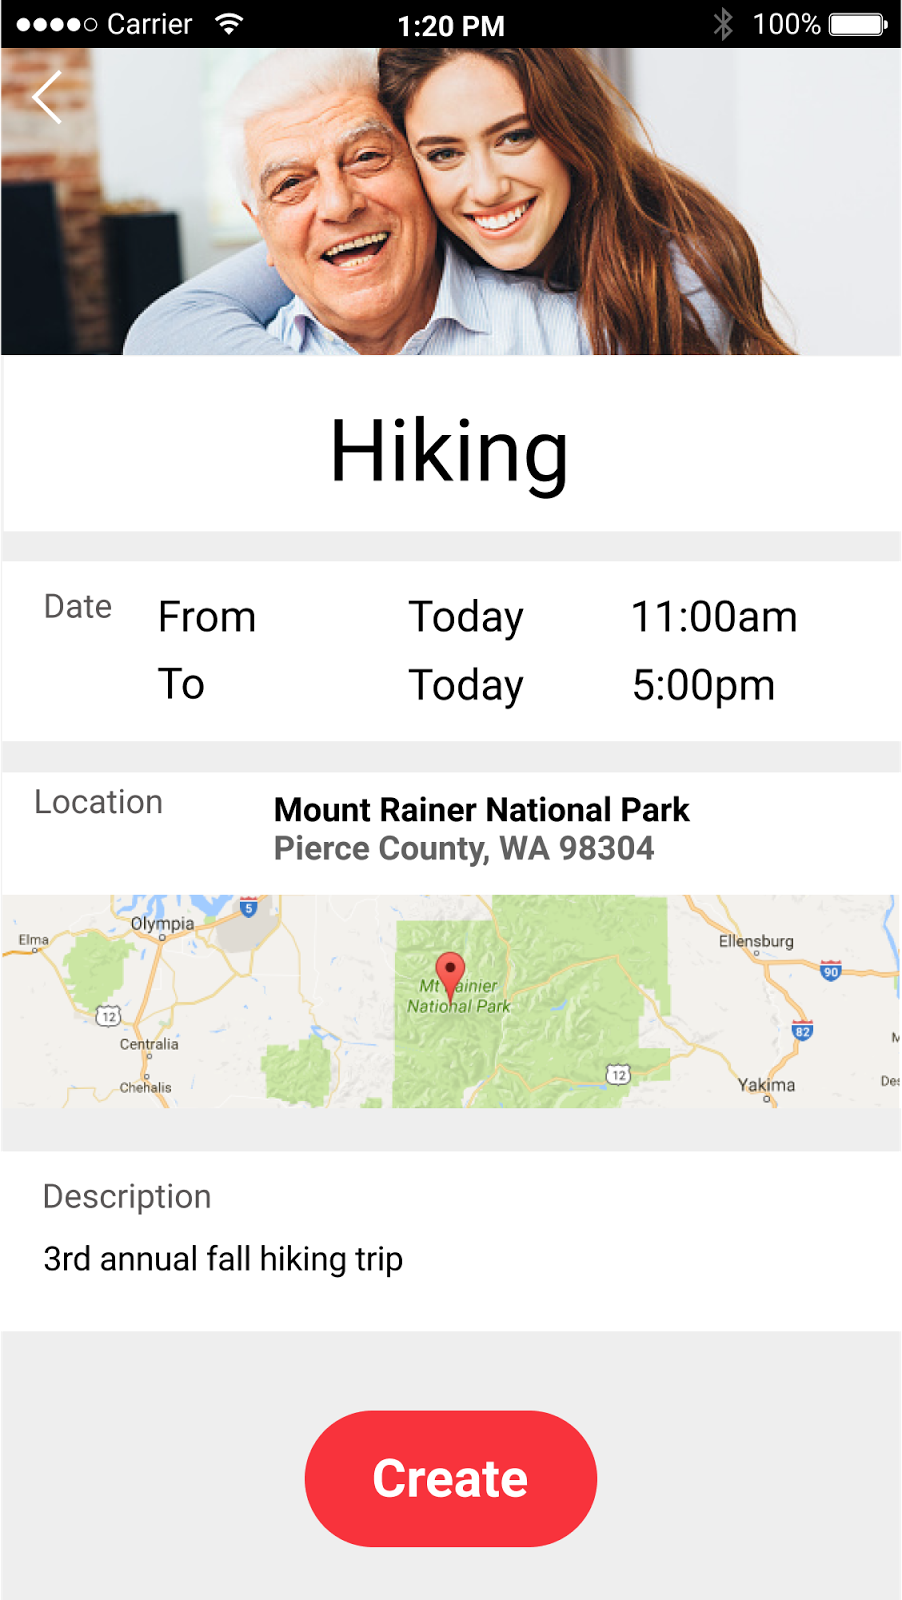 Carrier 1:20 PM 100%
Hiking
Date From Today 11:00am
To Today 5:00pm
Location
Mount Rainer National Park
Pierce County, WA 98304
Olympia
5
Elma
Ellensburg
90
Mt Rainier
National Park
12
82
Centralia
12
Chehalis
Yakima
Description
3rd annual fall hiking trip
Create